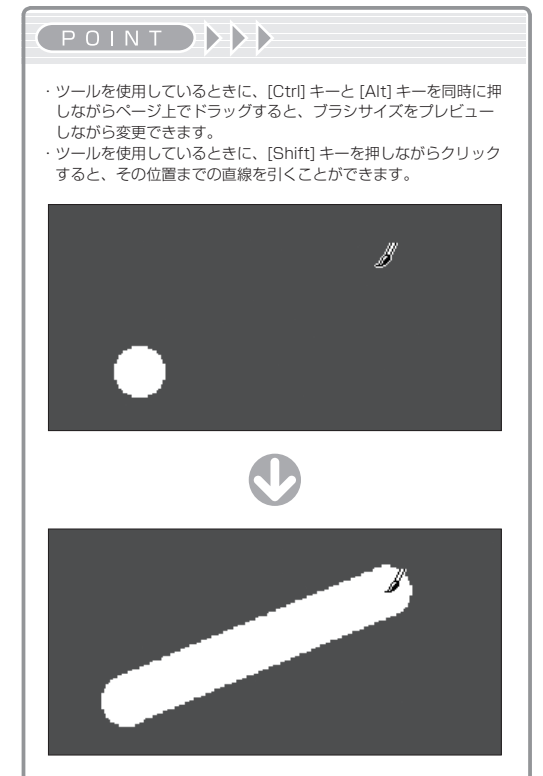 POINT
・ツールを使用しているときに、[Ctrl] キーと [Alt] キーを同時に押
しながらページ上でドラッグすると、ブラシサイズをプレビュー
しながら変更できます。
・ツールを使用しているときに、[Shift] キーを押しながらクリック
すると、その位置までの直線を引くことができます。